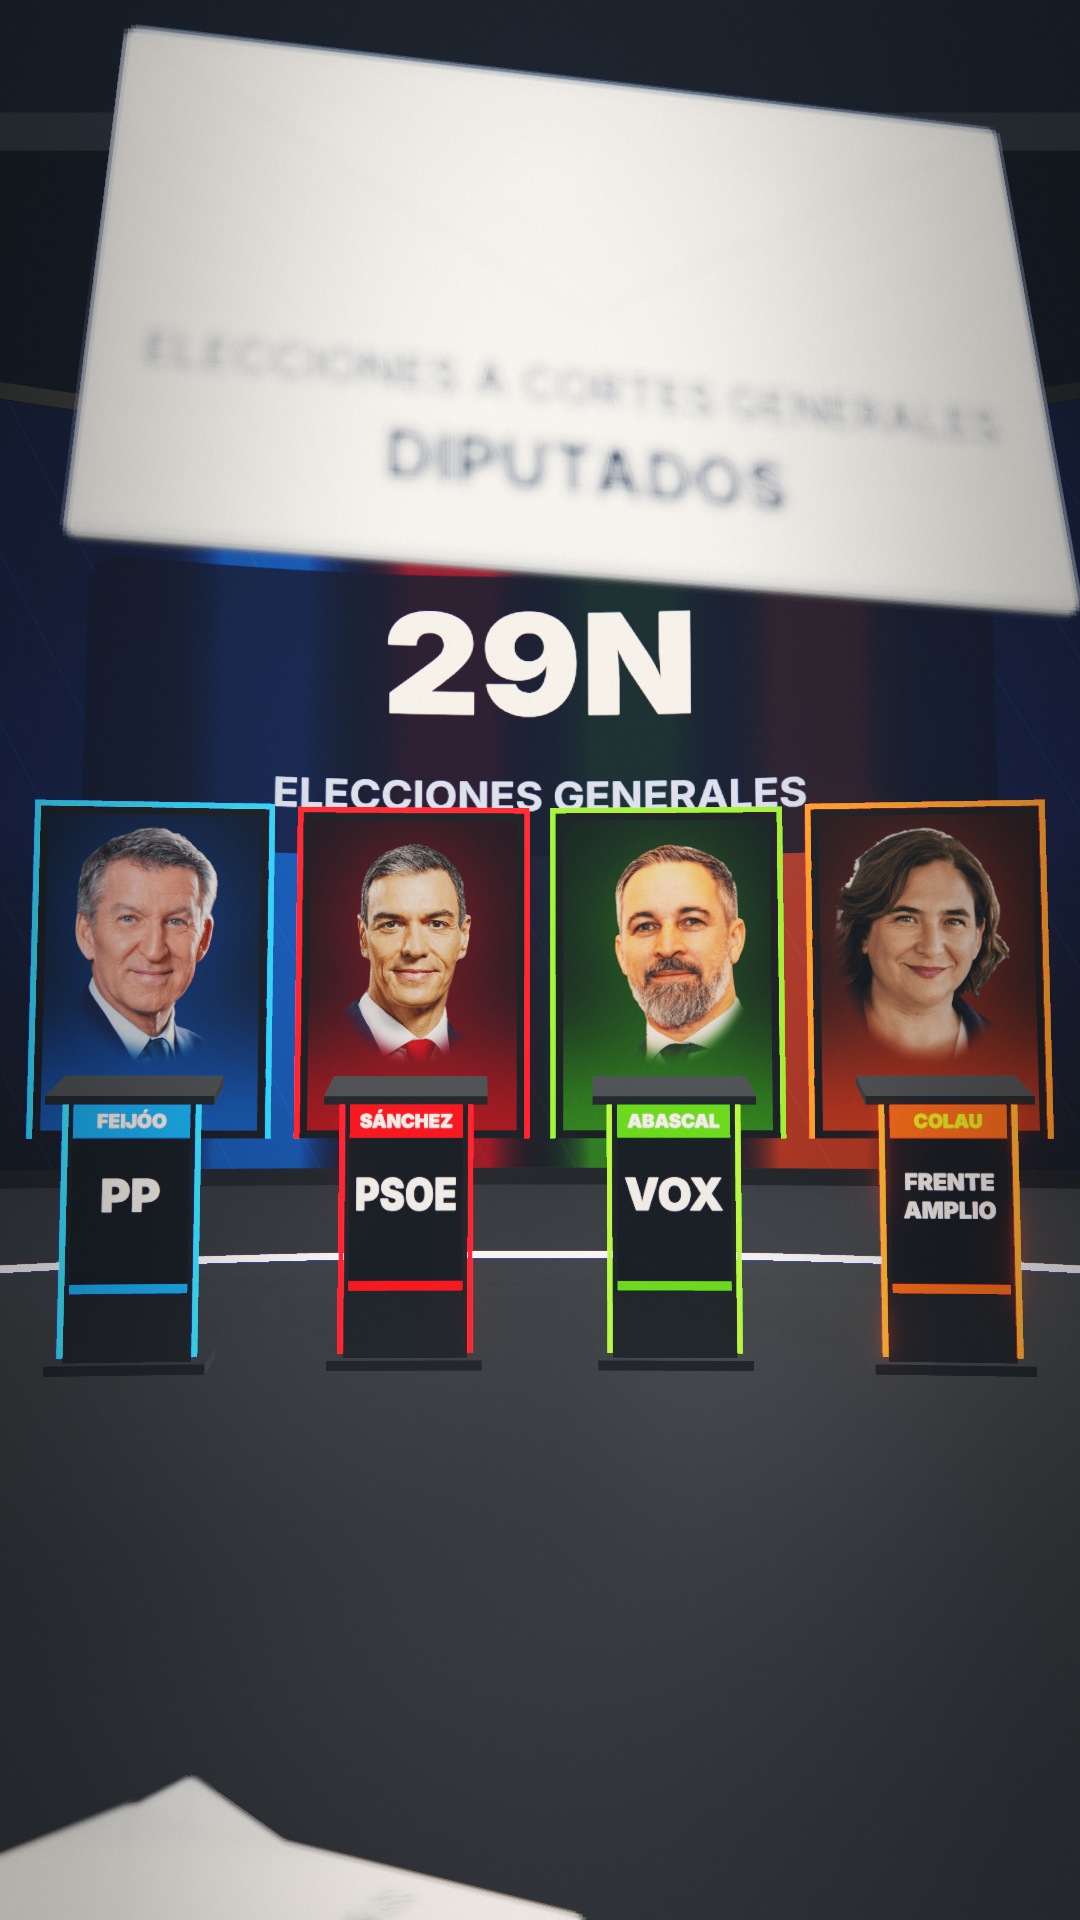 ELECCIONES A CORTES GENERALES
DIPUTADOS
29N
ELECCIONES GENERALES
FEIJÓO
SÁNCHEZ
ABASCAL
COLAU
PP
PSOE
VOX
FRENTE
AMPLIO